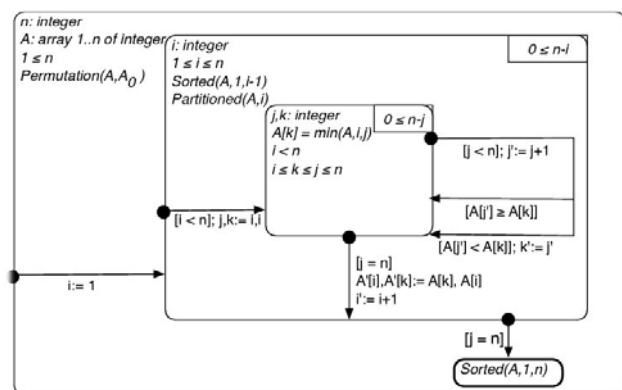 n: integer
A: array 1..n of integer
1 ≤ n
Permutation(A,A0 )
i: integer
1 ≤ i ≤ n
Sorted(A,1,i-1)
Partitioned(A,i)
0 ≤ n-i
j,k: integer
A[k] = min(A,i,j)
i < n
i ≤ k ≤ j ≤ n
0 ≤ n-j
[j < n]; j':= j+1
[A[j'] ≥ A[k]]
[A[j'] < A[k]]; k':= j'
[i < n]; j,k:= i,i
[j = n]
A'[i],A'[k]:= A[k], A[i]
i':= i+1
i:= 1
[j = n]
Sorted(A,1,n)